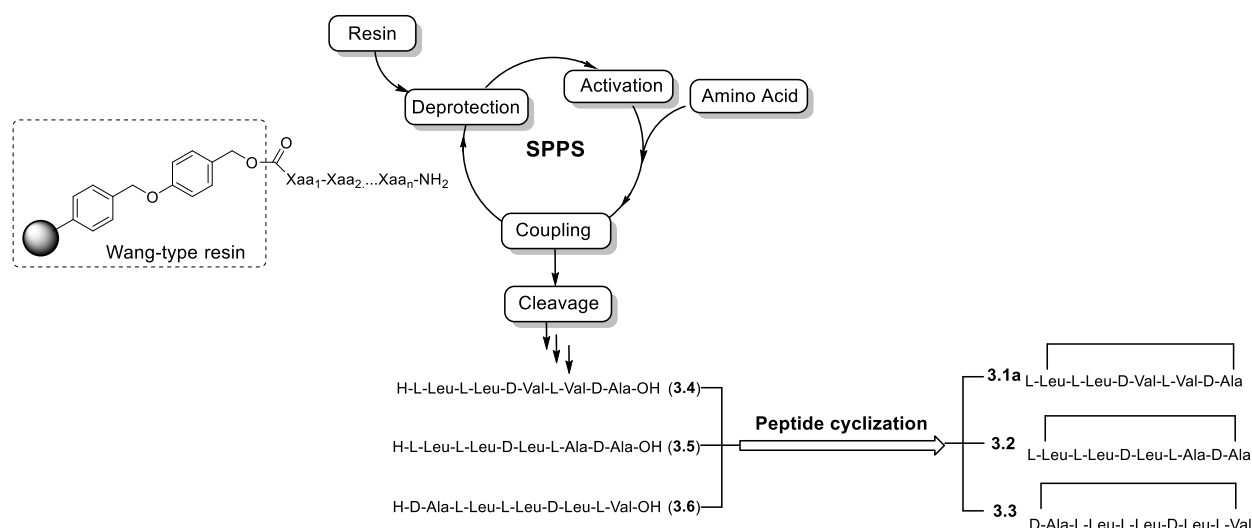 Resin
Deprotection
Activation
Amino Acid
SPPS
O
O
O
Xaa1-Xaa2....Xaan-NH2
Wang-type resin
Coupling
Cleavage
H-L-Leu-L-Leu-D-Val-L-Val-D-Ala-OH (3.4)
H-L-Leu-L-Leu-D-Leu-L-Ala-D-Ala-OH (3.5)
H-D-Ala-L-Leu-L-Leu-D-Leu-L-Val-OH (3.6)
Peptide cyclization
3.1a L-Leu-L-Leu-D-Val-L-Val-D-Ala
3.2 L-Leu-L-Leu-D-Leu-L-Ala-D-Ala
3.3 D-Ala-L-Leu-L-Leu-D-Leu-L-Val